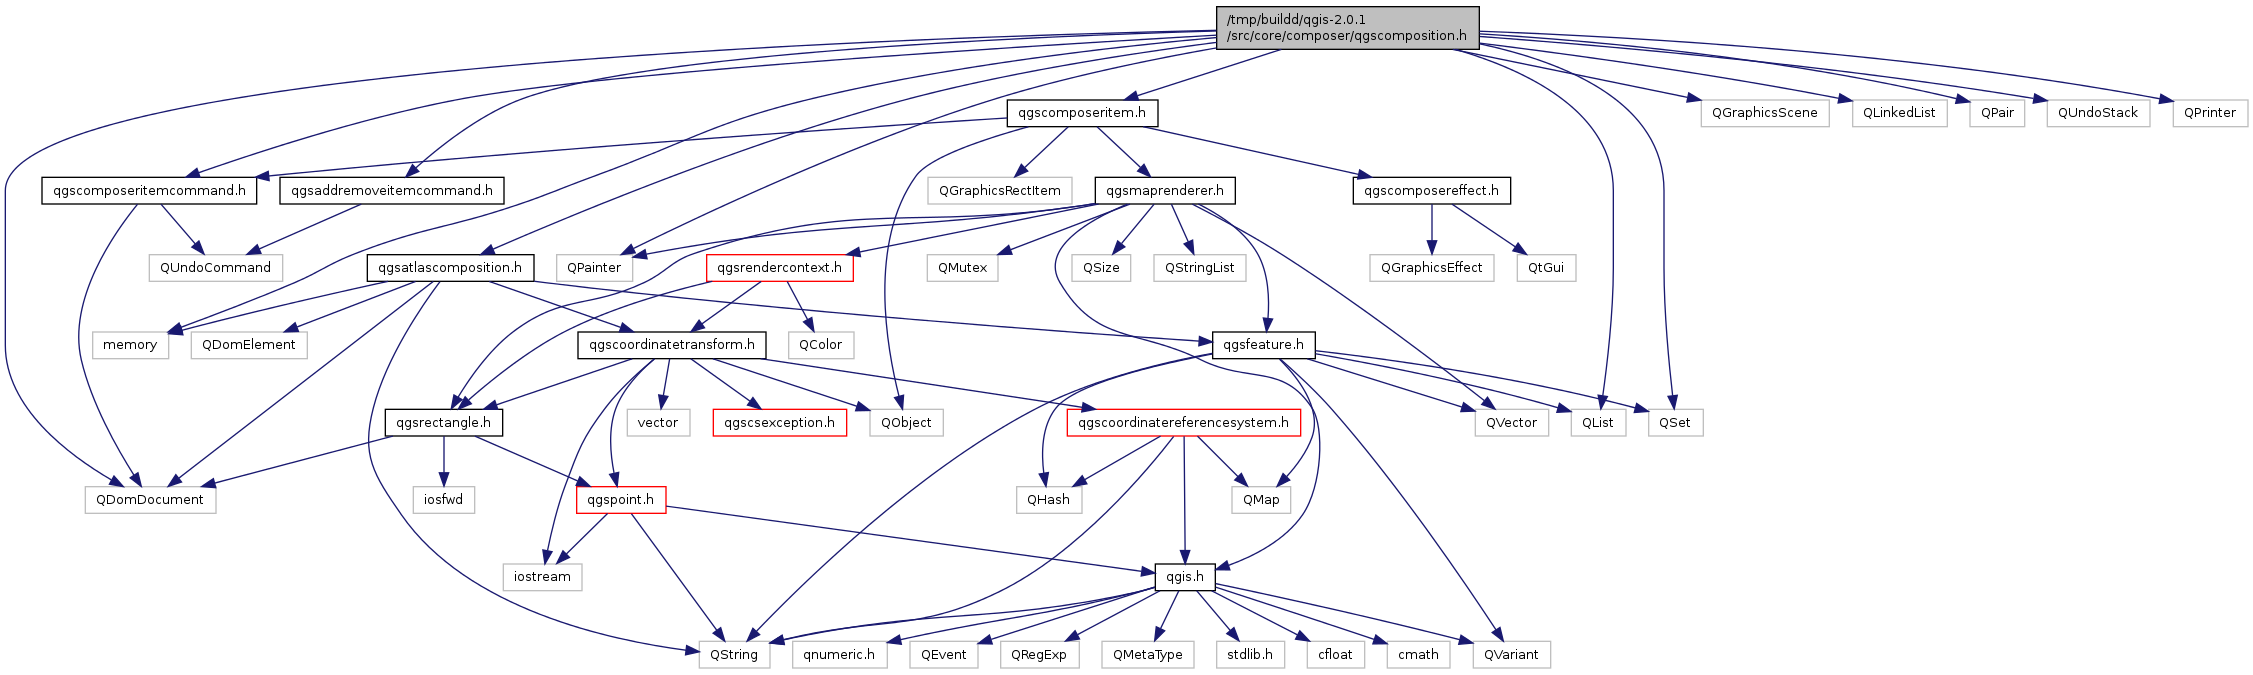 /tmp/buildd/qgis-2.0.1
/src/core/composer/qgscomposition.h
qgscomposeritem.h
QGraphicsScene
QLinkedList
QPair
QUndoStack
QPrinter
qgscomposeritemcommand.h
qgsaddremoveitemcommand.h
QGraphicsRectItem
qgsmaprenderer.h
qgscomposereffect.h
QUndoCommand
qgsatlascomposition.h
QPainter
qgsrendercontext.h
QMutex
QSize
QStringList
QGraphicsEffect
QtGui
memory
QDomElement
qgscoordinatetransform.h
QColor
qgsfeature.h
qgsrectangle.h
vector
qgscsexception.h
QObject
qgscoordinatereferencesystem.h
QVector
QList
QSet
QDomDocument
iosfwd
qgspoint.h
QHash
QMap
iostream
qgis.h
QString
qnumeric.h
QEvent
QRegExp
QMetaType
stdlib.h
cfloat
cmath
QVariant